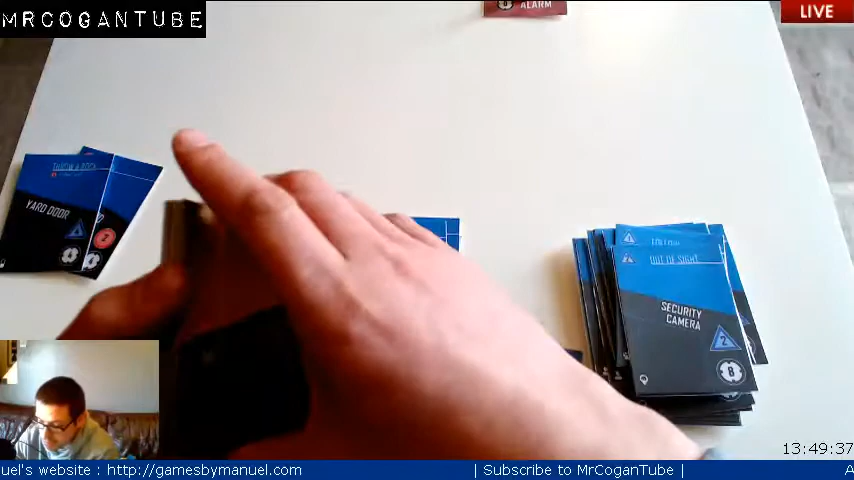 MRCOGANTUBE
ALARM
LIVE
THROW A ROCK
YARD DOOR
OUT OF SIGHT
SECURITY
CAMERA
2
8
13:49:37
uel's website : http://gamesbymanuel.com | Subscribe to MrCoganTube | A